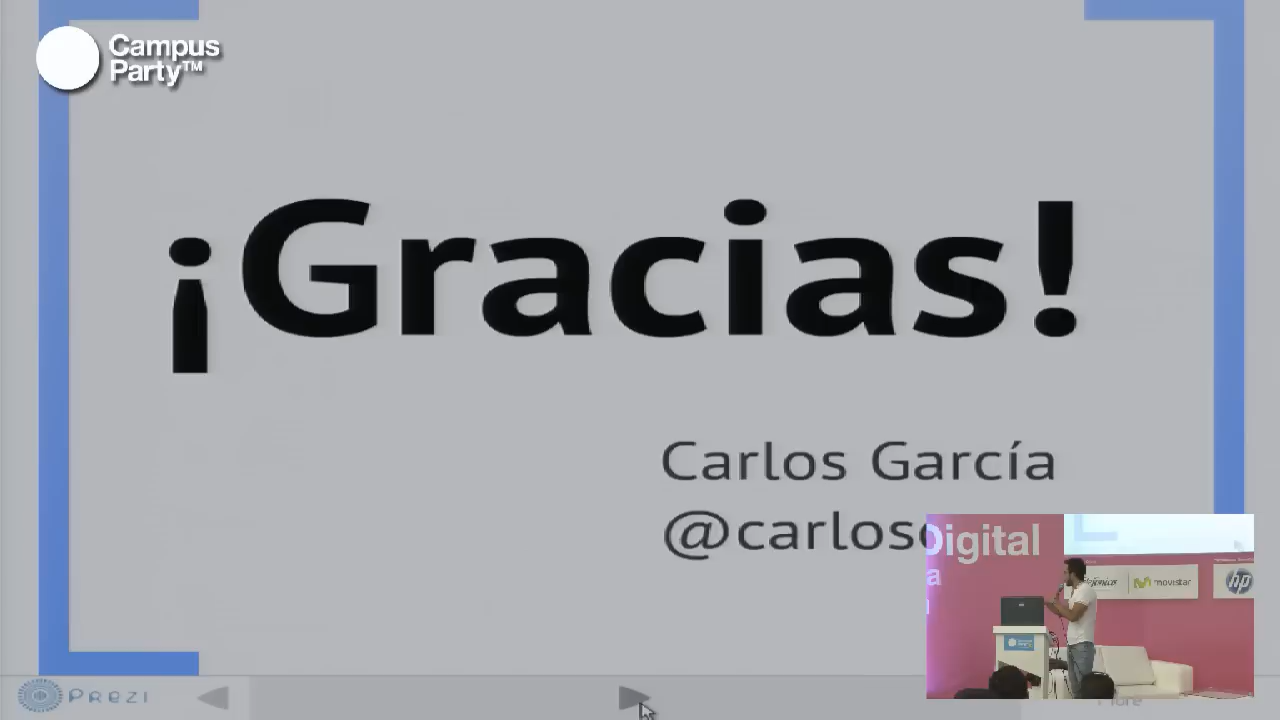 Campus
Party™
¡Gracias!
Carlos García
@carlos
Digital
a
movistar
hp
Prezi